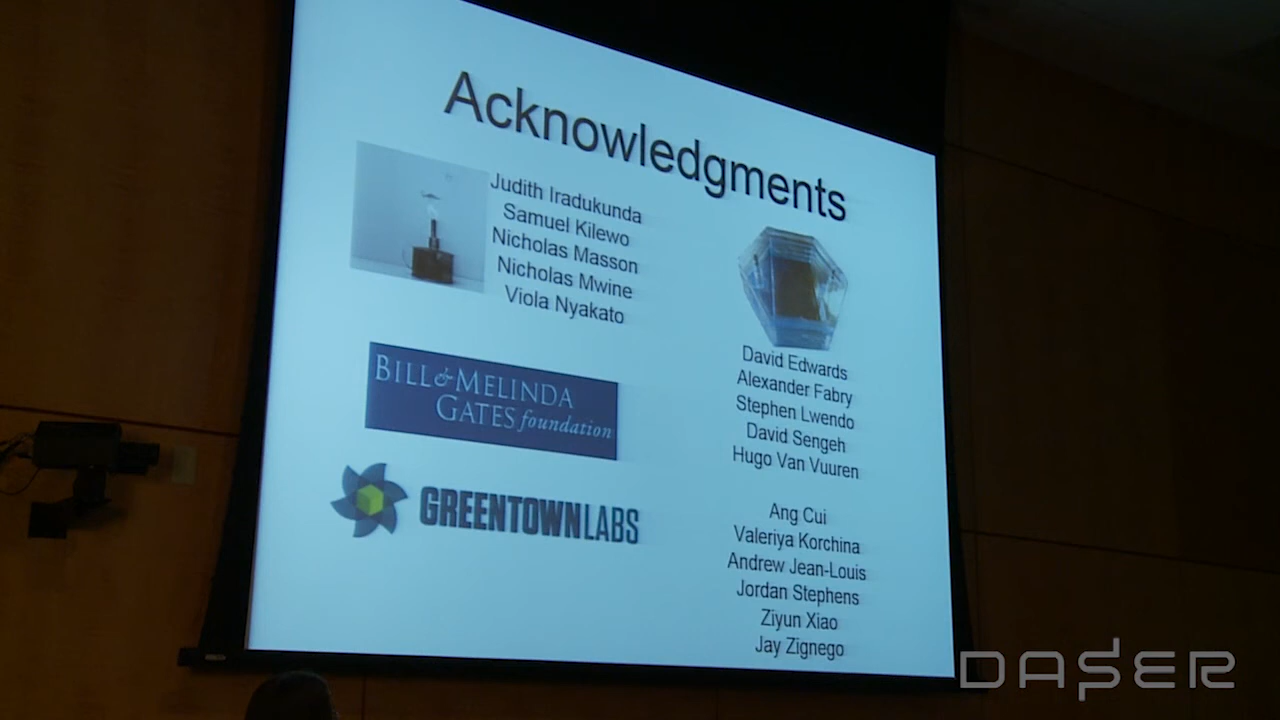 Acknowledgments
Judith Iradukunda
Samuel Kilewo
Nicholas Masson
Nicholas Mwine
Viola Nyakato
BILL & MELINDA
GATES foundation
GREENTOWNLABS
David Edwards
Alexander Fabry
Stephen Lwendo
David Sengeh
Hugo Van Vuuren
Ang Cui
Valeriya Korchina
Andrew Jean-Louis
Jordan Stephens
Ziyun Xiao
Jay Zignego
DASER